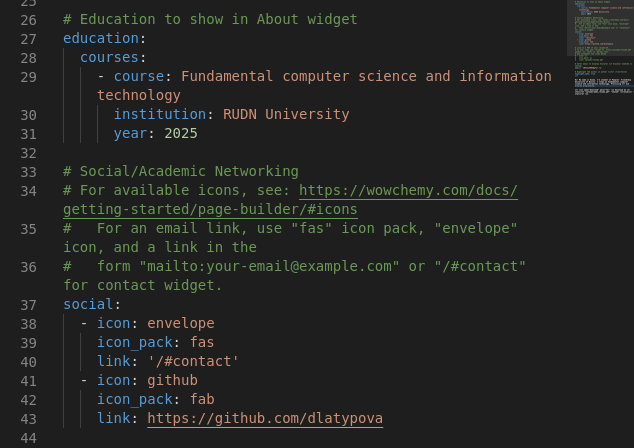 25
26 # Education to show in About widget
27 education:
28 courses:
29 - course: Fundamental computer science and information
technology
30 institution: RUDN University
31 year: 2025
32
33 # Social/Academic Networking
34 # For available icons, see: https://wowchemy.com/docs/
getting-started/page-builder/#icons
35 #   For an email link, use "fas" icon pack, "envelope"
icon, and a link in the
36 #   form "mailto:your-email@example.com" or "/#contact"
for contact widget.
37 social:
38 - icon: envelope
39 icon_pack: fas
40 link: '/#contact'
41 - icon: github
42 icon_pack: fab
43 link: https://github.com/dlatypova
44